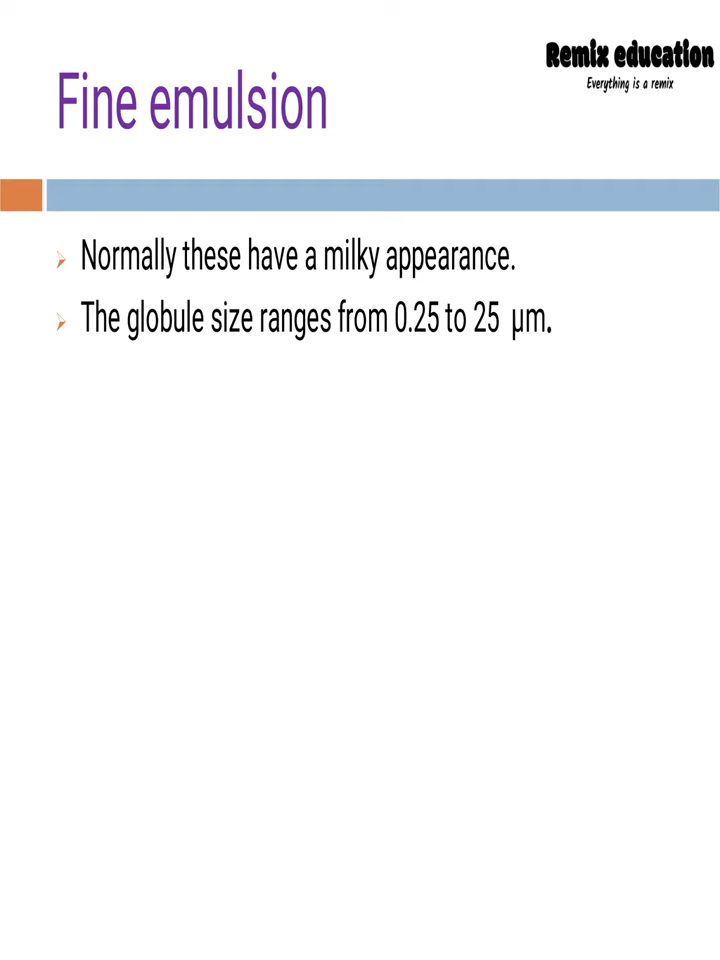 Remix education
Everything is a remix
Fine emulsion
Normally these have a milky appearance.
The globule size ranges from 0.25 to 25 µm.